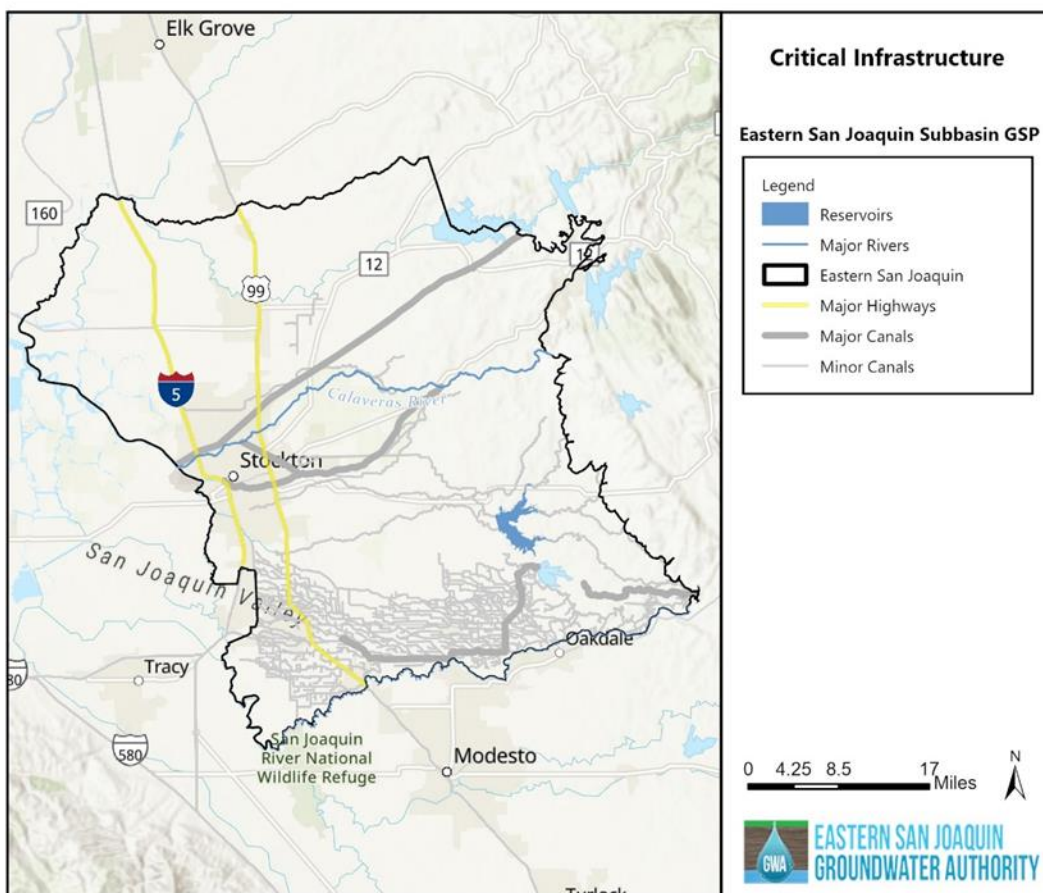 Elk Grove
160
12
12
99
5
Calaveras River
Stockton
San Joaquin Valley
Oakdale
Tracy
580
San Joaquin
River National
Wildlife Refuge
Modesto
Critical Infrastructure
Eastern San Joaquin Subbasin GSP
Legend
Reservoirs
Major Rivers
Eastern San Joaquin
Major Highways
Major Canals
Minor Canals
0 4.25 8.5 17
Miles
N
GWA
EASTERN SAN JOAQUIN
GROUNDWATER AUTHORITY